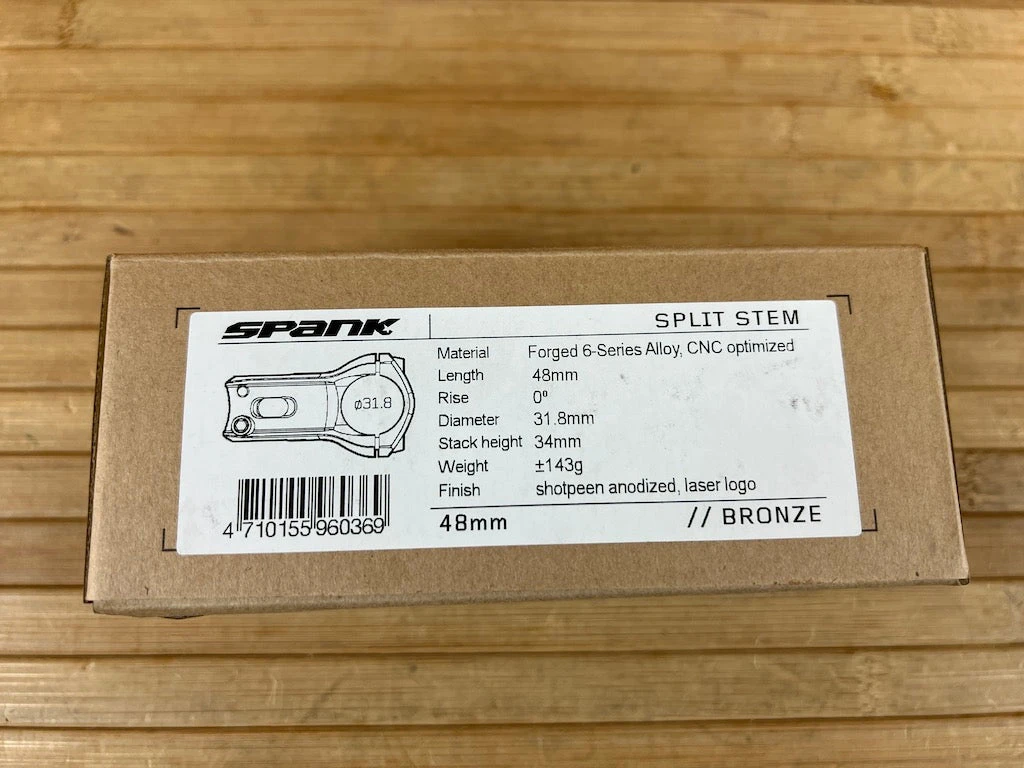 SPANK
SPLIT STEM
Material Forged 6-Series Alloy, CNC optimized
Length 48mm
Rise 0º
Diameter 31.8mm
Stack height 34mm
Weight ±143g
Finish shotpeen anodized, laser logo
ø31.8
4 710155 960369
48mm // BRONZE